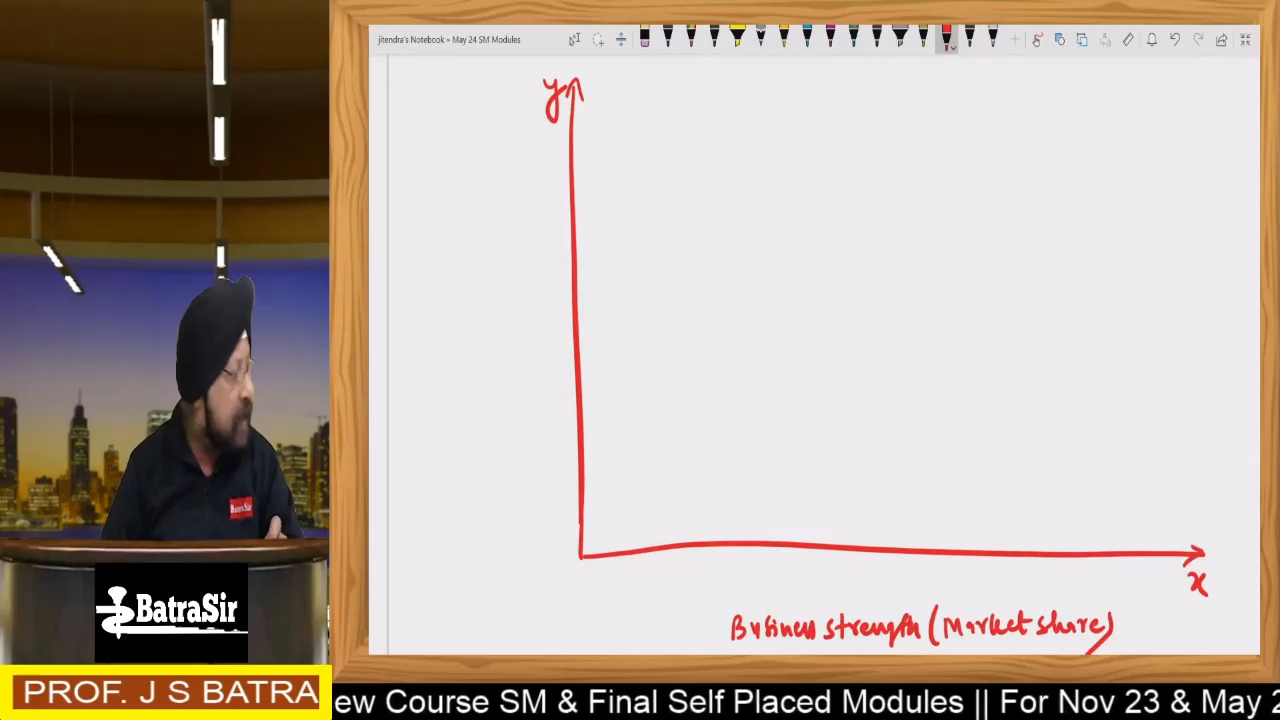 jitendra's Notebook » May 24 SM Modules
y
x
Business strength (Market share)
BatraSir
BatraSir
PROF. J S BATRA
ew Course SM & Final Self Placed Modules || For Nov 23 & May 2